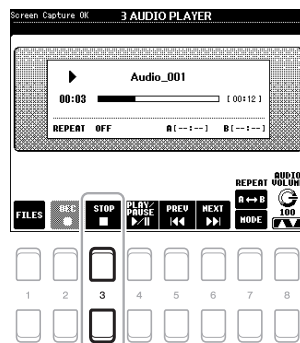 Screen Capture OK
3 AUDIO PLAYER
Audio_001
00:03 [ 00:12 ]
REPEAT OFF A[--:--] B[--:--]
REPEAT AUDIO VOLUME
A↔B
100
FILES REC STOP PLAY/PAUSE PREV NEXT MODE
1 2 3 4 5 6 7 8